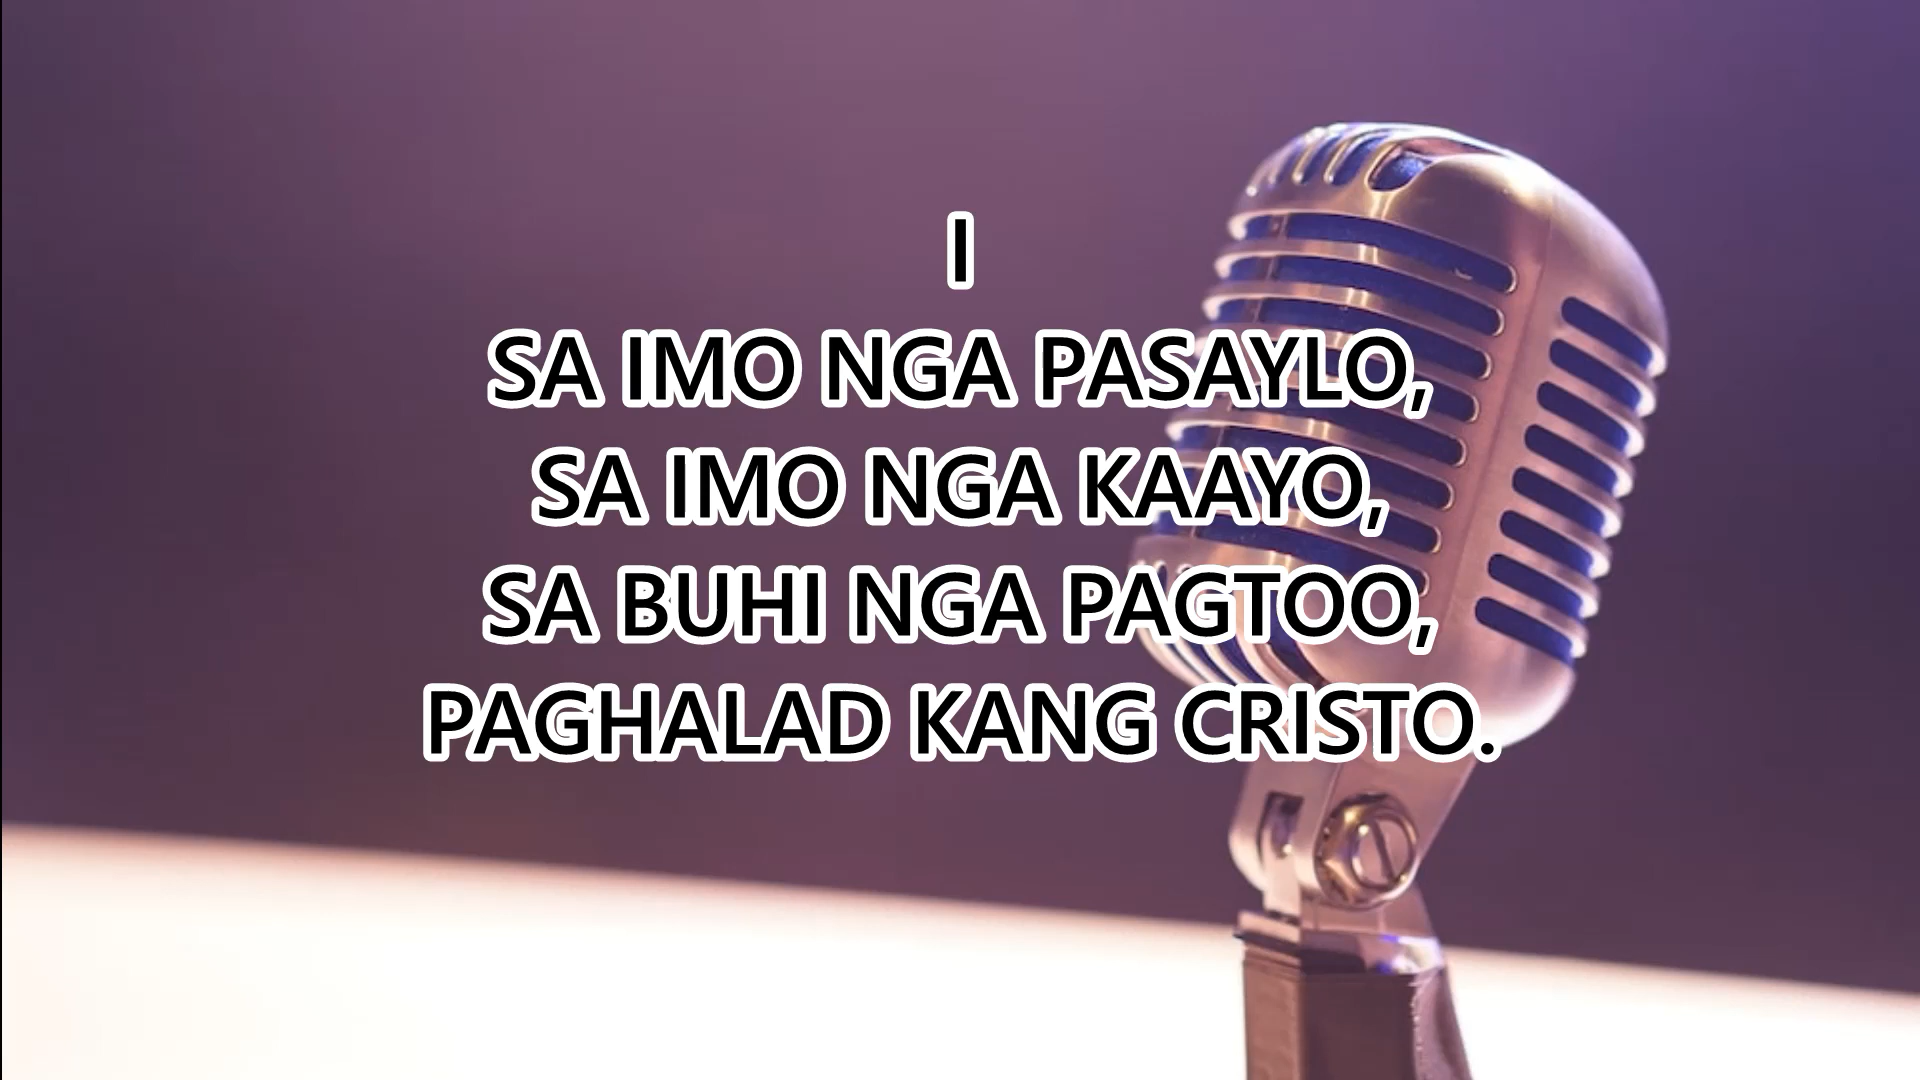 I
SA IMO NGA PASAYLO,
SA IMO NGA KAAYO,
SA BUHI NGA PAGTOO,
PAGHALAD KANG CRISTO.